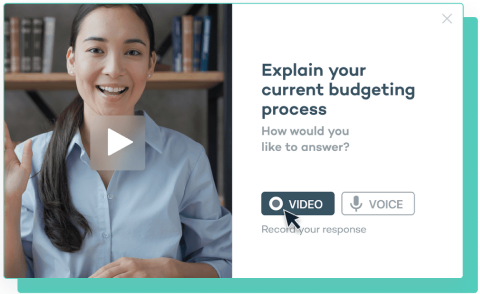 Explain your
current budgeting
process
How would you
like to answer?
VIDEO
VOICE
Record your response